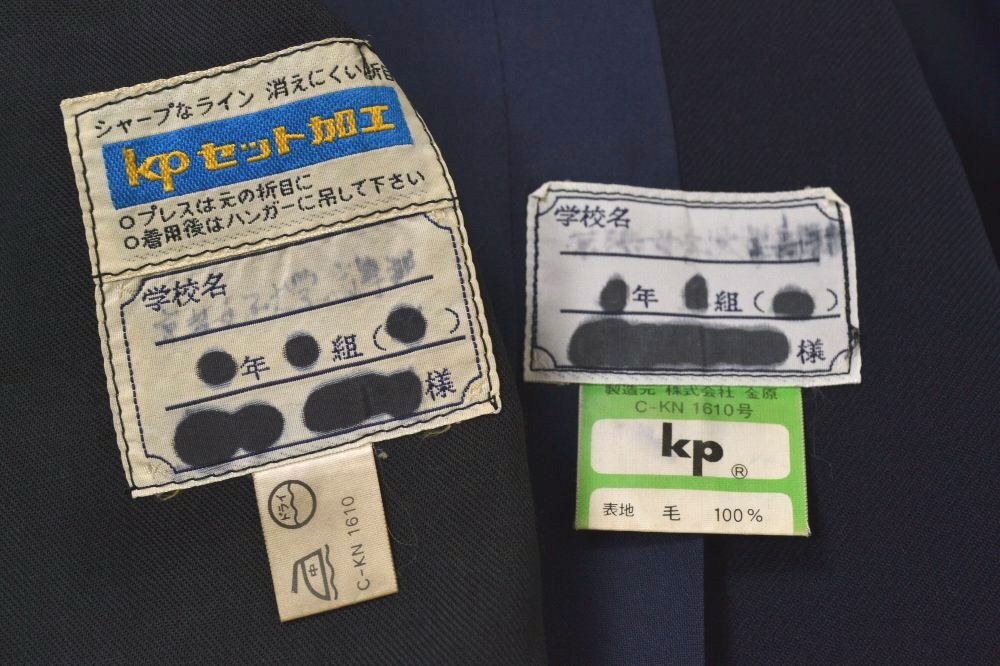 シャープなライン 消えにくい折目
kp セット加工
○プレスは元の折目に
○着用後はハンガーに吊して下さい
学校名
年 組( )
様
ドライ
中
C-KN 1610
学校名
年 組( )
様
製造元 株式会社 金原
C-KN 1610号
kp ®
表地 毛 100%